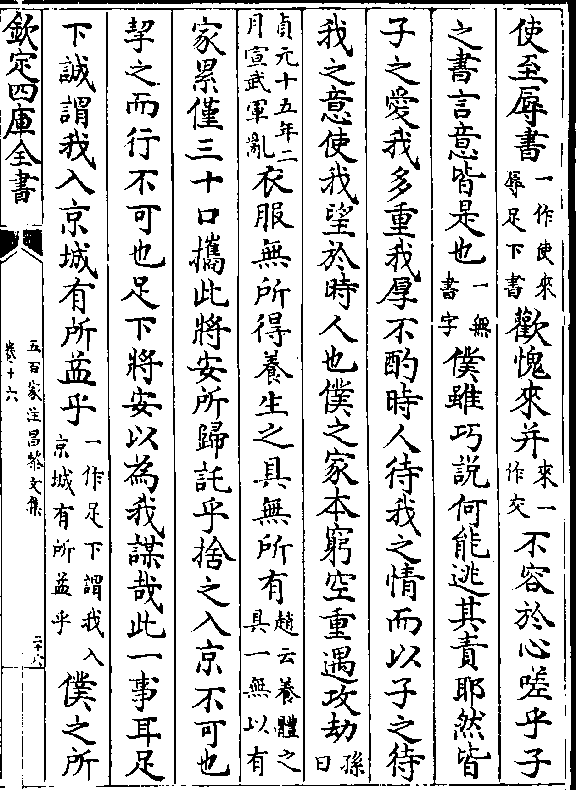 使至辱書一作使來辱足下書歡愧來并來一作交不容於心嗟乎子
之書言意皆是也一無書字僕雖巧說何能逃其責耶然皆
子之愛我多重我厚不酌時人待我之情而以子之待
我之意使我望於時人也僕之家本窮空重遇攻劫孫曰
貞元十五年二月宣武軍亂衣服無所得養生之具無所有趙云養體之具一無以有
家累僅三十口攜此將安所歸託乎捨之入京不可也
挈之而行不可也足下將安以為我謀哉此一事耳足
下誠謂我入京城有所益乎一作足下謂我入京城有所益乎僕之所
欽定四庫全書
五百家注昌黎文集
卷十六
二十六